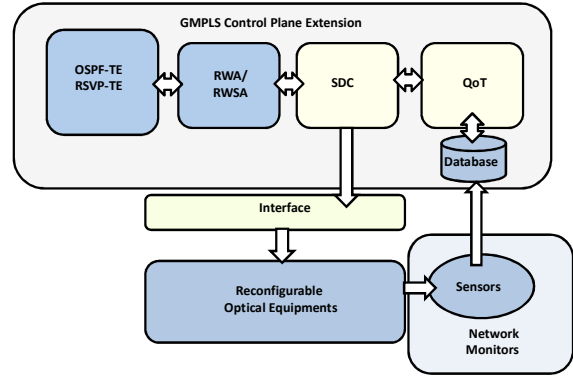 GMPLS Control Plane Extension
OSPF-TE
RSVP-TE
RWA/
RWSA
SDC
QoT
Database
Interface
Reconfigurable
Optical Equipments
Sensors
Network
Monitors